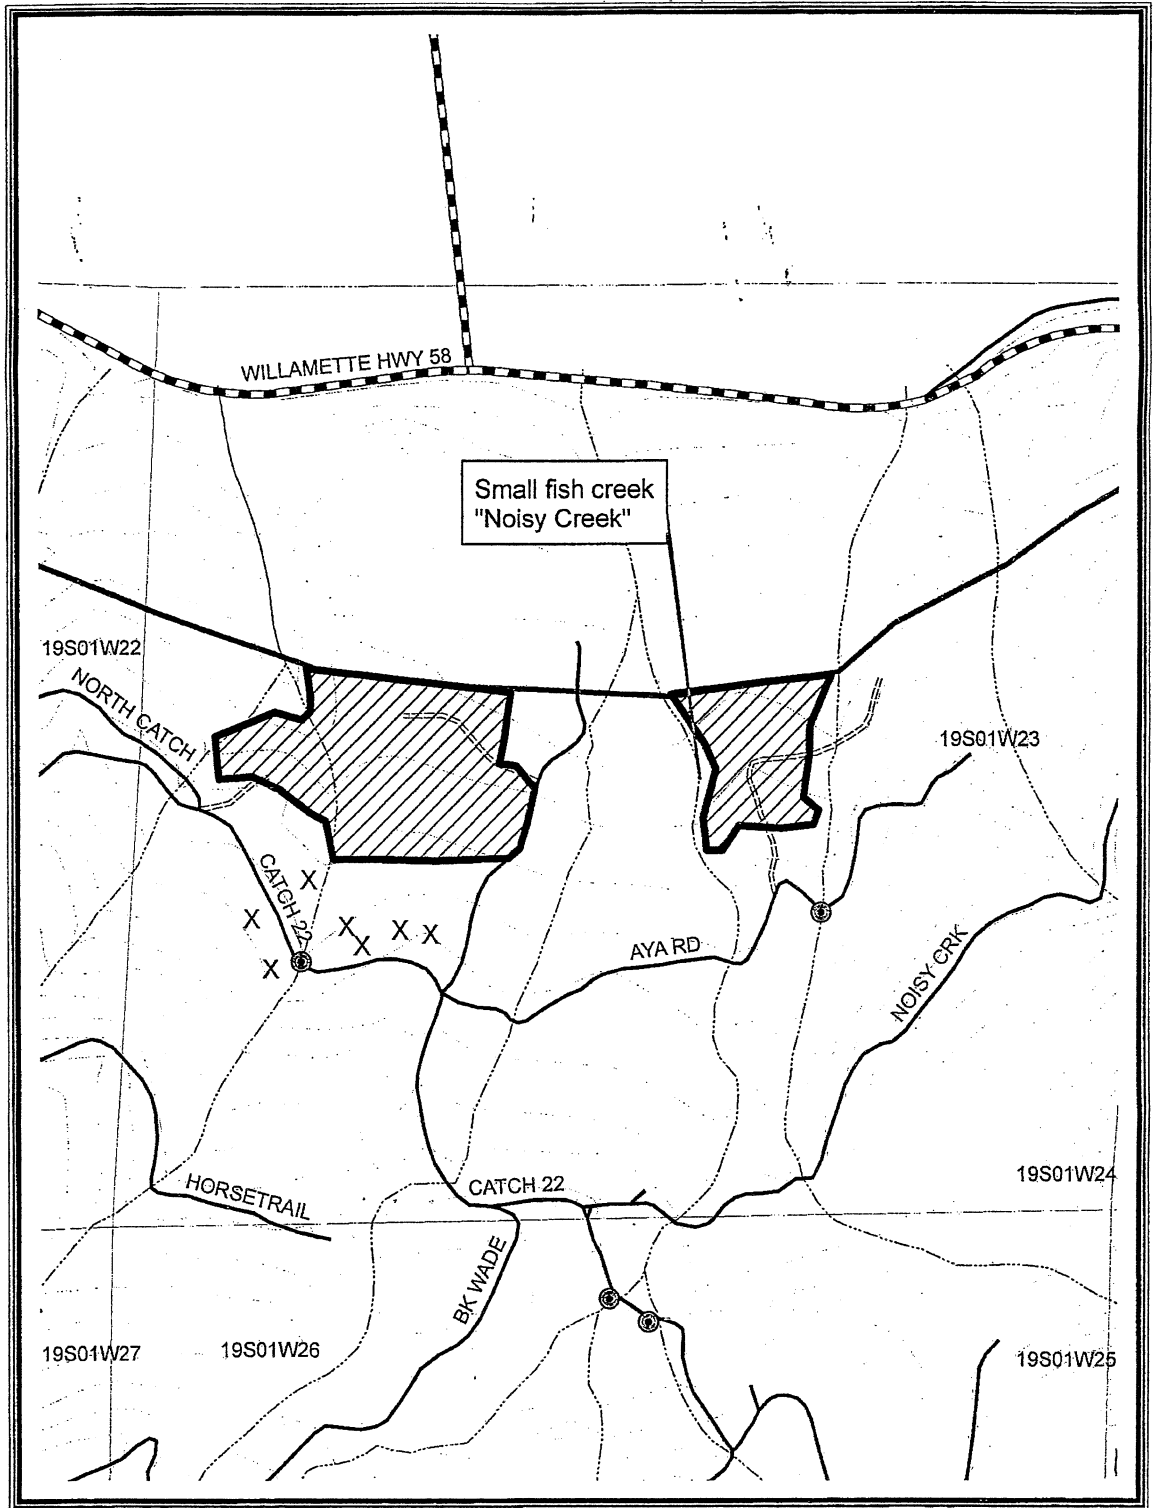 WILLAMETTE HWY 58
Small fish creek
"Noisy Creek"
19S01W22
NORTH CATCH
19S01W23
CATCH 22
X
X
X
X
X
X
X
AYA RD
NOISY CRK
19S01W24
HORSETRAIL
CATCH 22
BK WADE
19S01W27
19S01W26
19S01W25